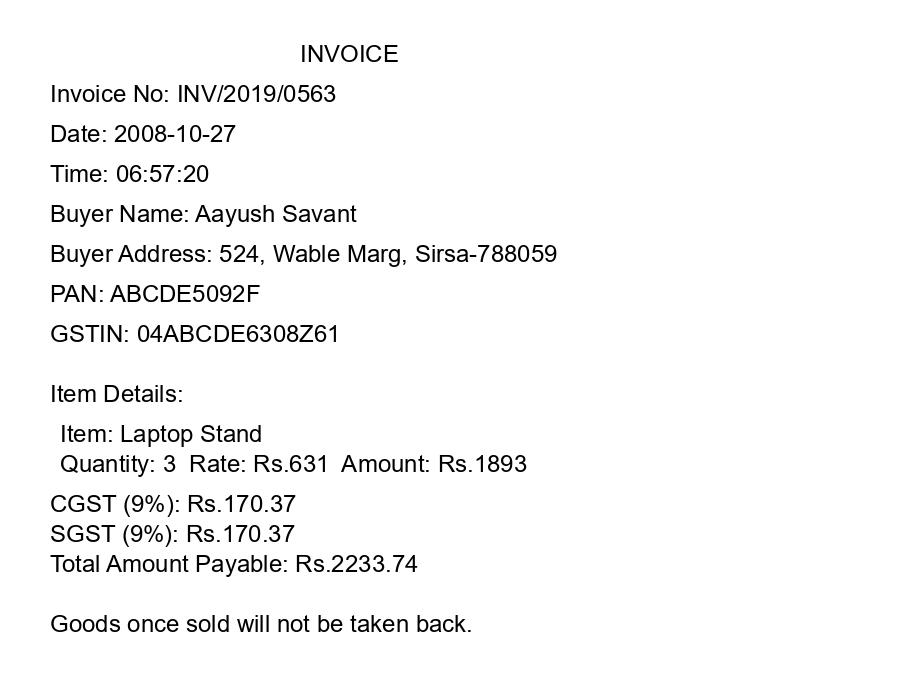 INVOICE
Invoice No: INV/2019/0563
Date: 2008-10-27
Time: 06:57:20
Buyer Name: Aayush Savant
Buyer Address: 524, Wable Marg, Sirsa-788059
PAN: ABCDE5092F
GSTIN: 04ABCDE6308Z61
Item Details:
Item: Laptop Stand
Quantity: 3  Rate: Rs.631  Amount: Rs.1893
CGST (9%): Rs.170.37
SGST (9%): Rs.170.37
Total Amount Payable: Rs.2233.74
Goods once sold will not be taken back.